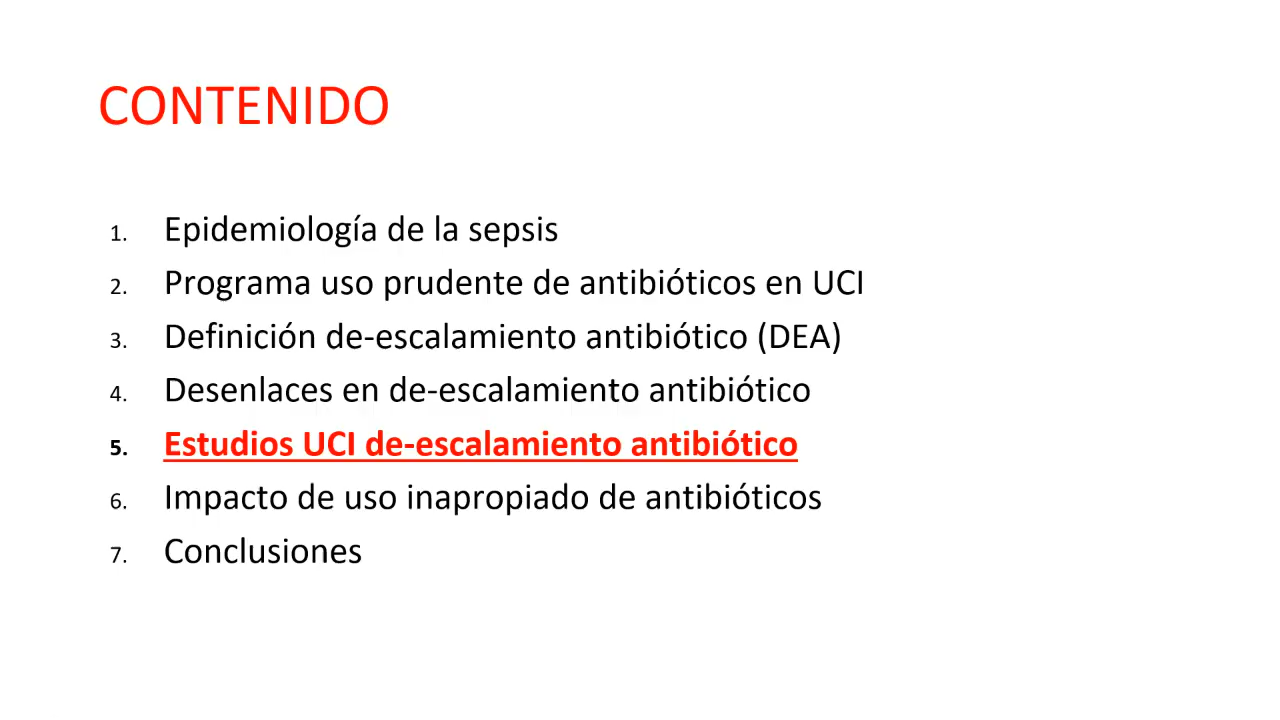 CONTENIDO
1. Epidemiología de la sepsis
2. Programa uso prudente de antibióticos en UCI
3. Definición de-escalamiento antibiótico (DEA)
4. Desenlaces en de-escalamiento antibiótico
5. Estudios UCI de-escalamiento antibiótico
6. Impacto de uso inapropiado de antibióticos
7. Conclusiones